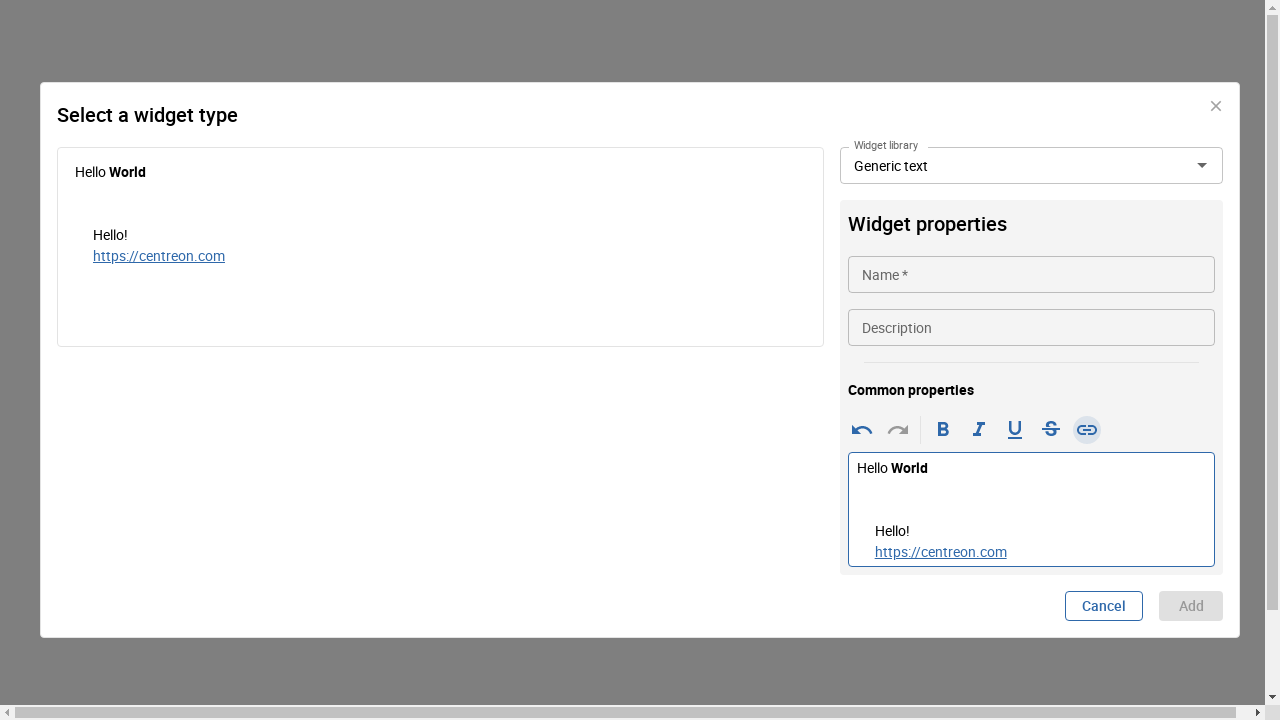 Select a widget type
Hello World
Hello!
https://centreon.com
Widget library
Generic text
Widget properties
Name *
Description
Common properties
B I U S
Hello World
Hello!
https://centreon.com
Cancel
Add